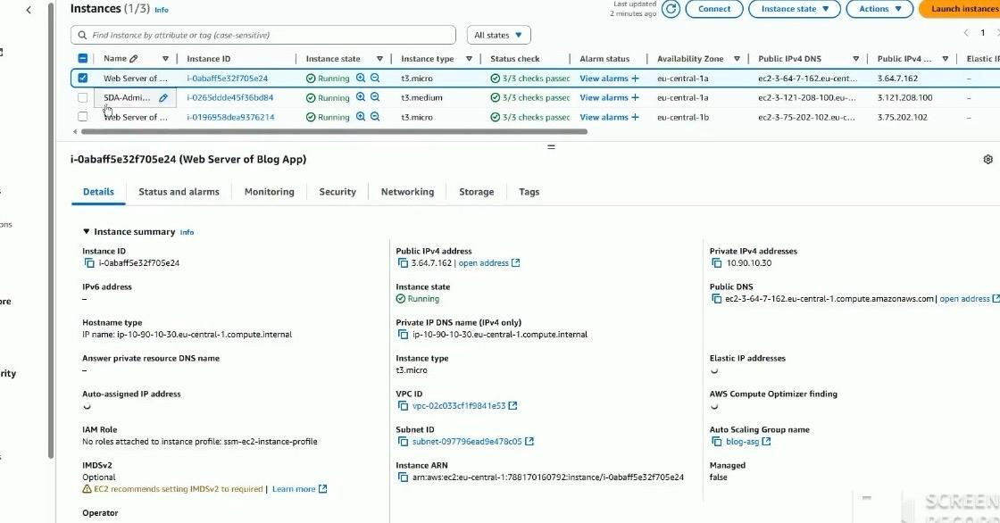 Instances (1/3) Info
Last updated
2 minutes ago
Connect
Instance state
Actions
Launch instances
Find Instance by attribute or tag (case-sensitive)
All states
1
Name Instance ID Instance state Instance type Status check Alarm status Availability Zone Public IPv4 DNS Public IPv4 ... Elastic IP
Web Server of ... i-0abaff5e32f705e24 Running t3.micro 3/3 checks passec View alarms + eu-central-1a ec2-3-64-7-162.eu-cent... 3.64.7.162 –
SDA-Admi... i-0265ddde45f36bd84 Running t3.medium 3/3 checks passec View alarms + eu-central-1a ec2-3-121-208-100.eu-... 3.121.208.100 –
Web Server of ... i-0196958dea9376214 Running t3.micro 3/3 checks passec View alarms + eu-central-1b ec2-3-75-202-102.eu-c... 3.75.202.102 –
i-0abaff5e32f705e24 (Web Server of Blog App)
Details Status and alarms Monitoring Security Networking Storage Tags
Instance summary Info
Instance ID
i-0abaff5e32f705e24
Public IPv4 address
3.64.7.162 | open address
Private IPv4 addresses
10.90.10.30
IPv6 address
–
Instance state
Running
Public DNS
ec2-3-64-7-162.eu-central-1.compute.amazonaws.com | open address
Hostname type
IP name: ip-10-90-10-30.eu-central-1.compute.internal
Private IP DNS name (IPv4 only)
ip-10-90-10-30.eu-central-1.compute.internal
Answer private resource DNS name
–
Instance type
t3.micro
Elastic IP addresses
Auto-assigned IP address
VPC ID
vpc-02c033cf1f9841e53
AWS Compute Optimizer finding
IAM Role
No roles attached to instance profile: ssm-ec2-instance-profile
Subnet ID
subnet-097796ead9e478c05
Auto Scaling Group name
blog-asg
IMDSv2
Optional
EC2 recommends setting IMDSv2 to required | Learn more
Instance ARN
arn:aws:ec2:eu-central-1:788170160792:instance/i-0abaff5e32f705e24
Managed
false
Operator
ons
ore
rity
SCREEN